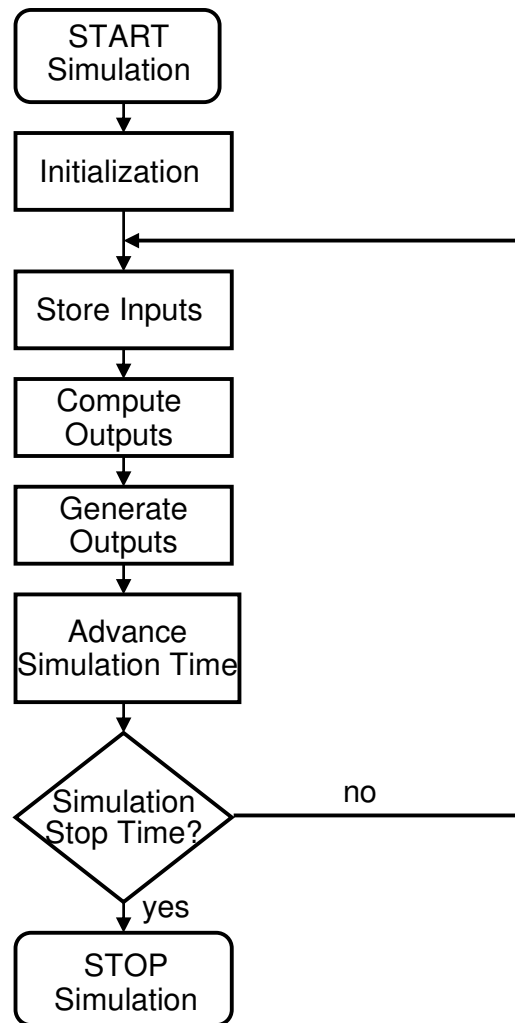 START
Simulation
Initialization
Store Inputs
Compute
Outputs
Generate
Outputs
Advance
Simulation Time
Simulation
Stop Time?
no
yes
STOP
Simulation